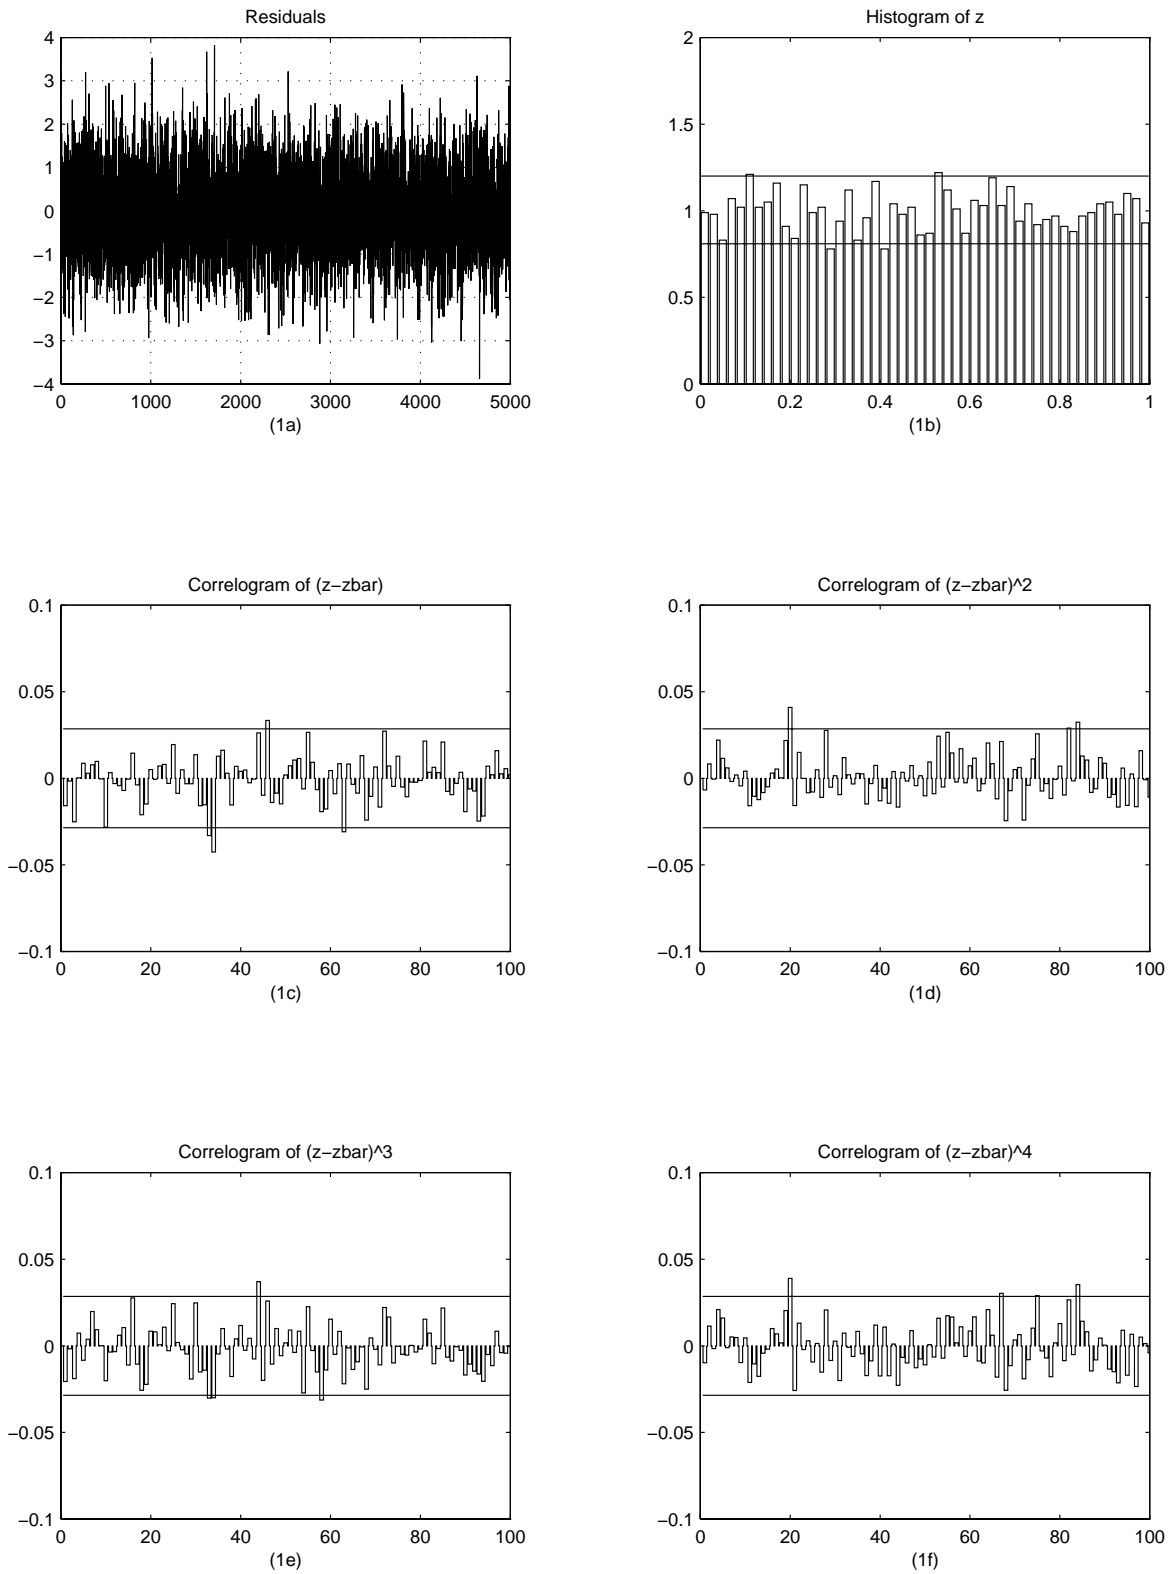 Residuals
4
3
2
1
0
−1
−2
−3
−4
0 1000 2000 3000 4000 5000
(1a)
Histogram of z
2
1.5
1
0.5
0
0 0.2 0.4 0.6 0.8 1
(1b)
Correlogram of (z−zbar)
0.1
0.05
0
−0.05
−0.1
0 20 40 60 80 100
(1c)
Correlogram of (z−zbar)^2
0.1
0.05
0
−0.05
−0.1
0 20 40 60 80 100
(1d)
Correlogram of (z−zbar)^3
0.1
0.05
0
−0.05
−0.1
0 20 40 60 80 100
(1e)
Correlogram of (z−zbar)^4
0.1
0.05
0
−0.05
−0.1
0 20 40 60 80 100
(1f)